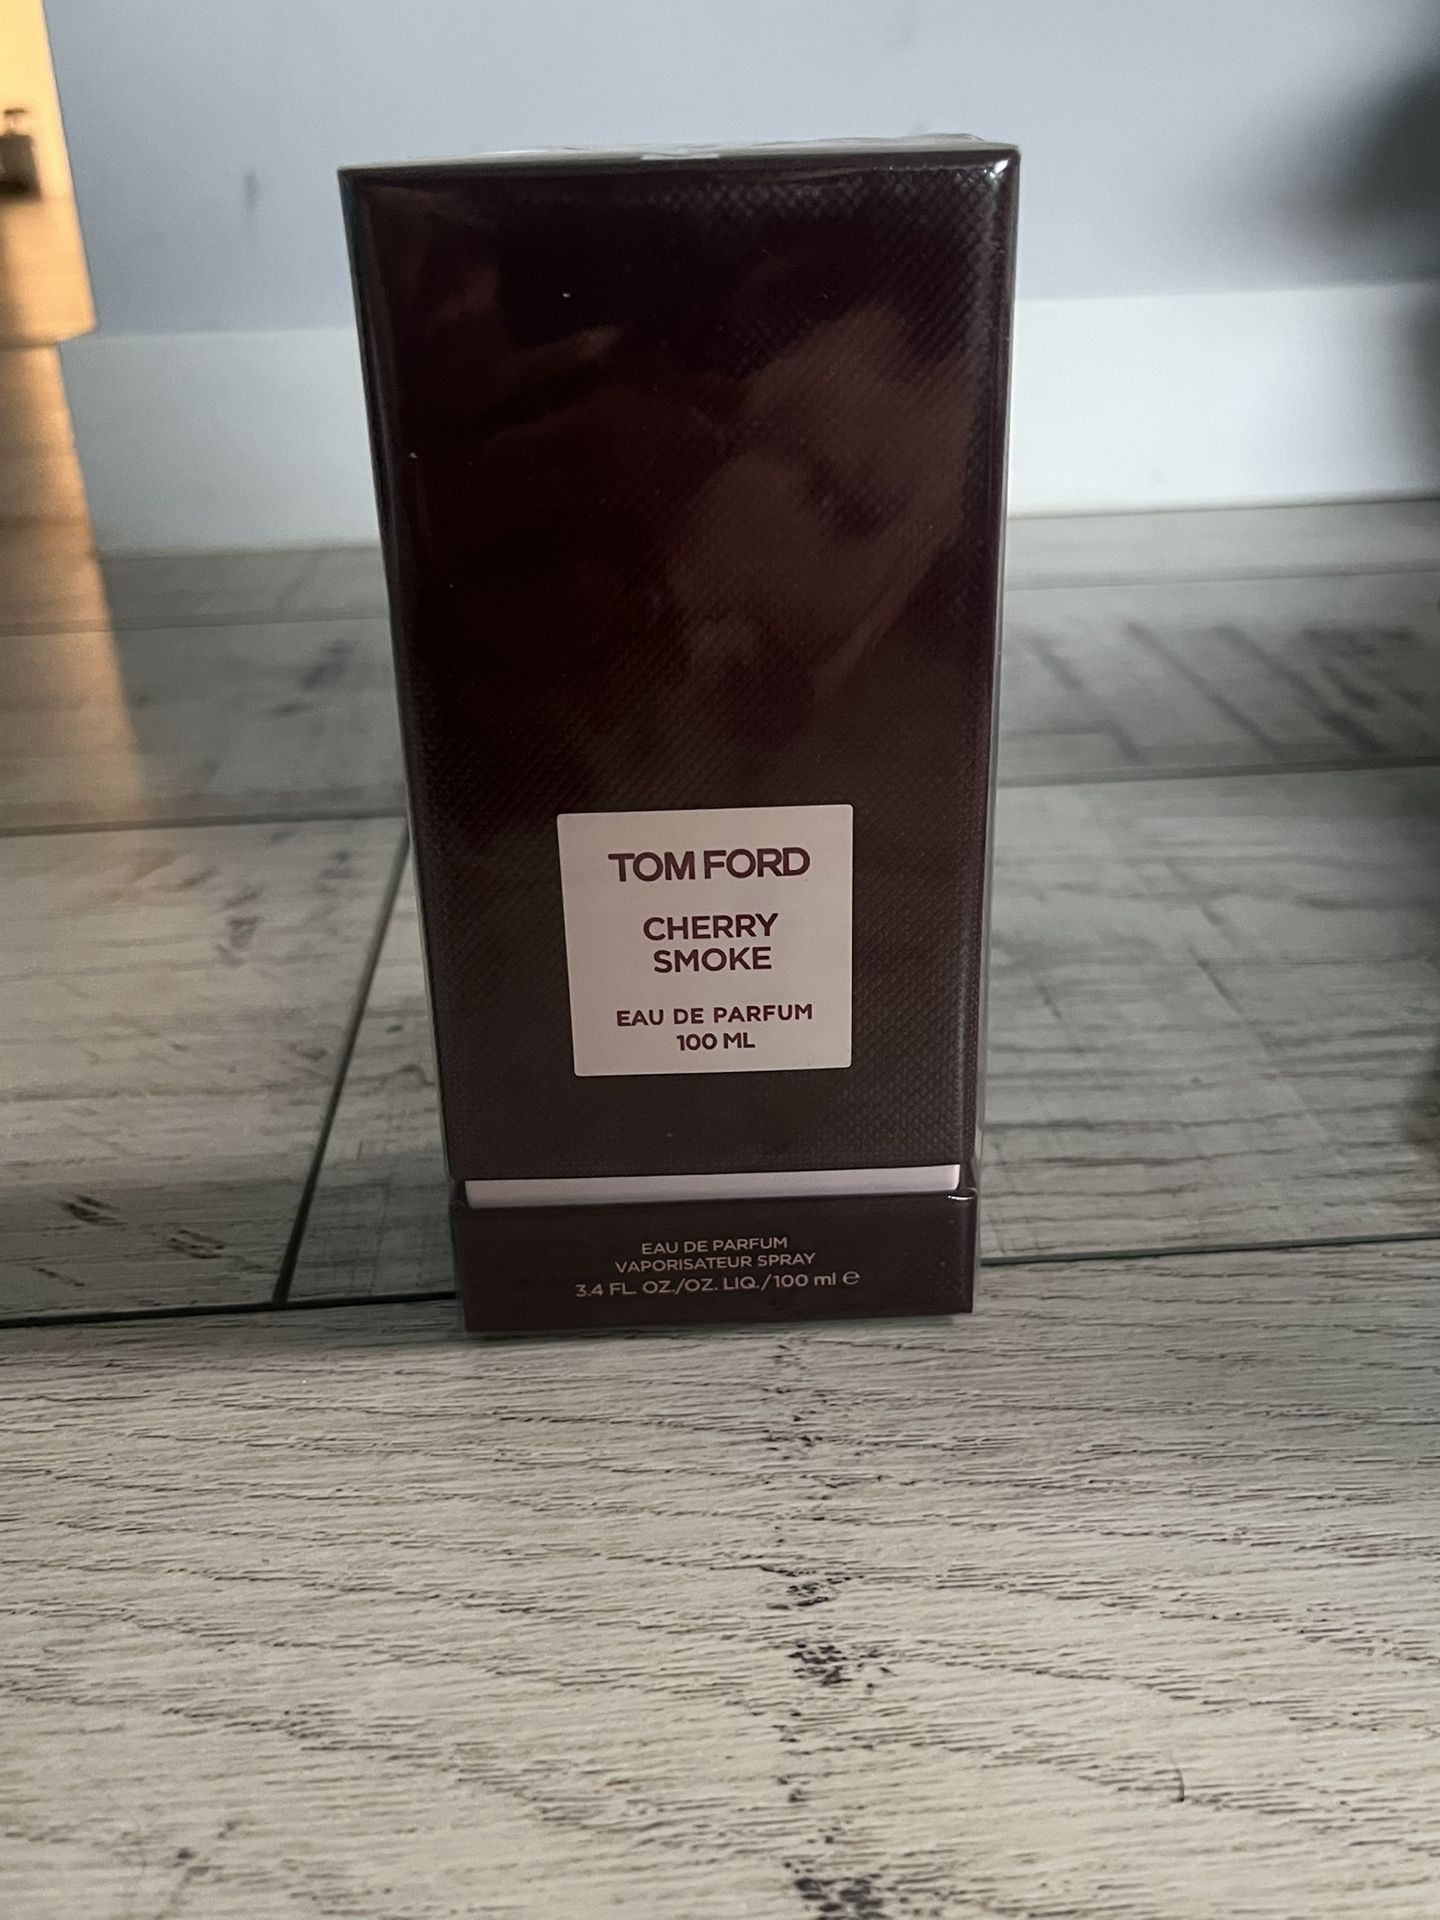 TOM FORD
CHERRY
SMOKE
EAU DE PARFUM
100 ML
EAU DE PARFUM
VAPORISATEUR SPRAY
3.4 FL. OZ./OZ. LIQ./100 ml ℮